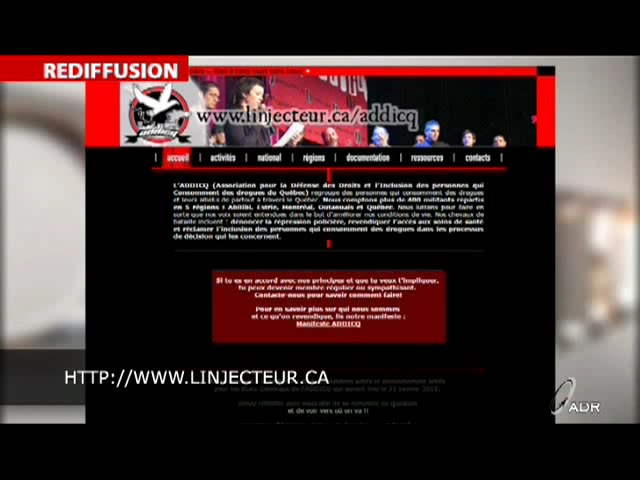 REDIFFUSION
www.linjecteur.ca/addicq
addicq
accueil activités national régions documentation ressources contacts
L'ADDICQ (Association pour la Défense des Droits et l'Inclusion des personnes qui
Consomment des drogues du Québec) regroupe des personnes qui consomment des drogues
et leurs alliés de partout à travers le Québec. Nous comptons plus de 400 militants répartis
en 5 régions : Abitibi, Estrie, Montréal, Outaouais et Québec. Nous luttons pour faire en
sorte que nos voix soient entendues dans le but d'améliorer nos conditions de vie. Nos chevaux de
bataille incluent : dénoncer la répression policière, revendiquer l'accès aux soins de santé
et réclamer l'inclusion des personnes qui consomment des drogues dans les processus
de décision qui les concernent.
Si tu es en accord avec nos principes et que tu veux t'impliquer,
tu peux devenir membre régulier ou sympathisant.
Contacte-nous pour savoir comment faire!
Pour en savoir plus sur qui nous sommes
et ce qu'on revendique, lis notre manifeste :
Manifeste ADDICQ
HTTP://WWW.LINJECTEUR.CA
et de voir vers où on va !!
ADR